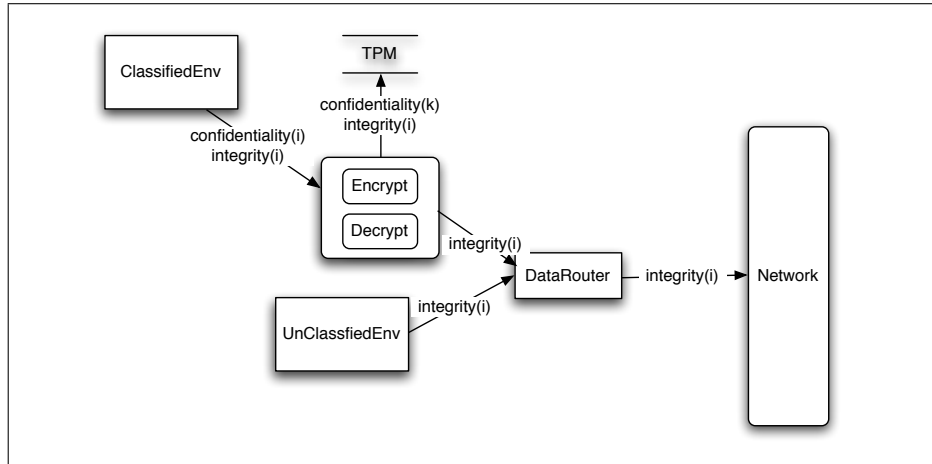 TPM
ClassifiedEnv
confidentiality(k)
integrity(i)
confidentiality(i)
integrity(i)
Encrypt
Decrypt
integrity(i)
DataRouter
integrity(i)
Network
integrity(i)
UnClassfiedEnv